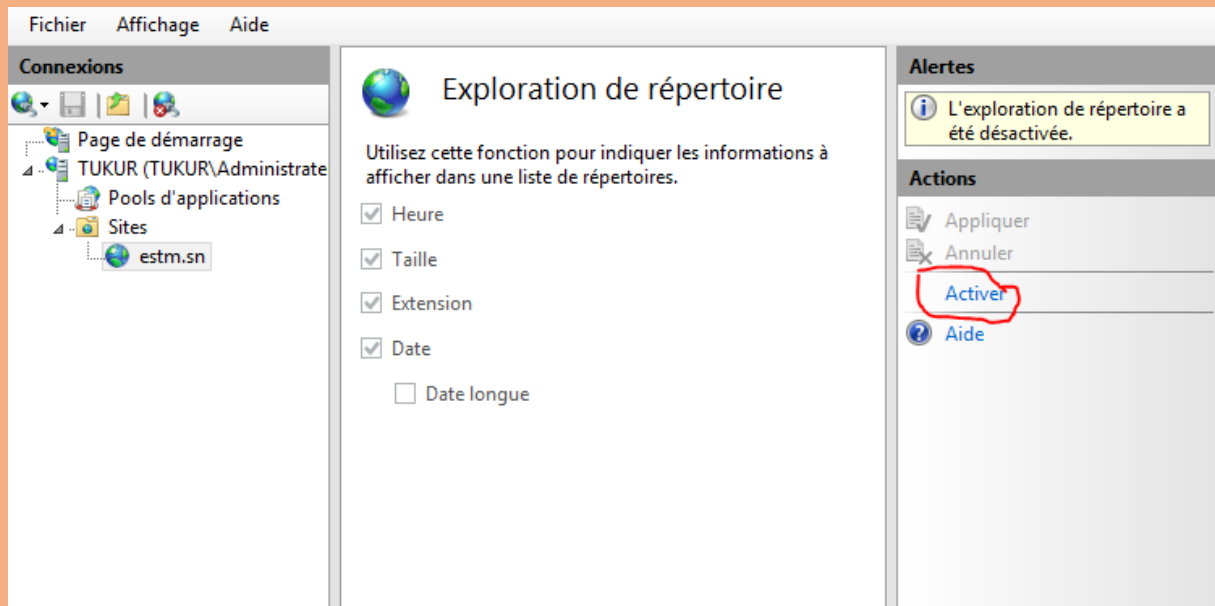 Fichier Affichage Aide
Connexions
Page de démarrage
TUKUR (TUKUR\Administrate
Pools d'applications
Sites
estm.sn
Exploration de répertoire
Utilisez cette fonction pour indiquer les informations à
afficher dans une liste de répertoires.
Heure
Taille
Extension
Date
Date longue
Alertes
L'exploration de répertoire a
été désactivée.
Actions
Appliquer
Annuler
Activer
Aide